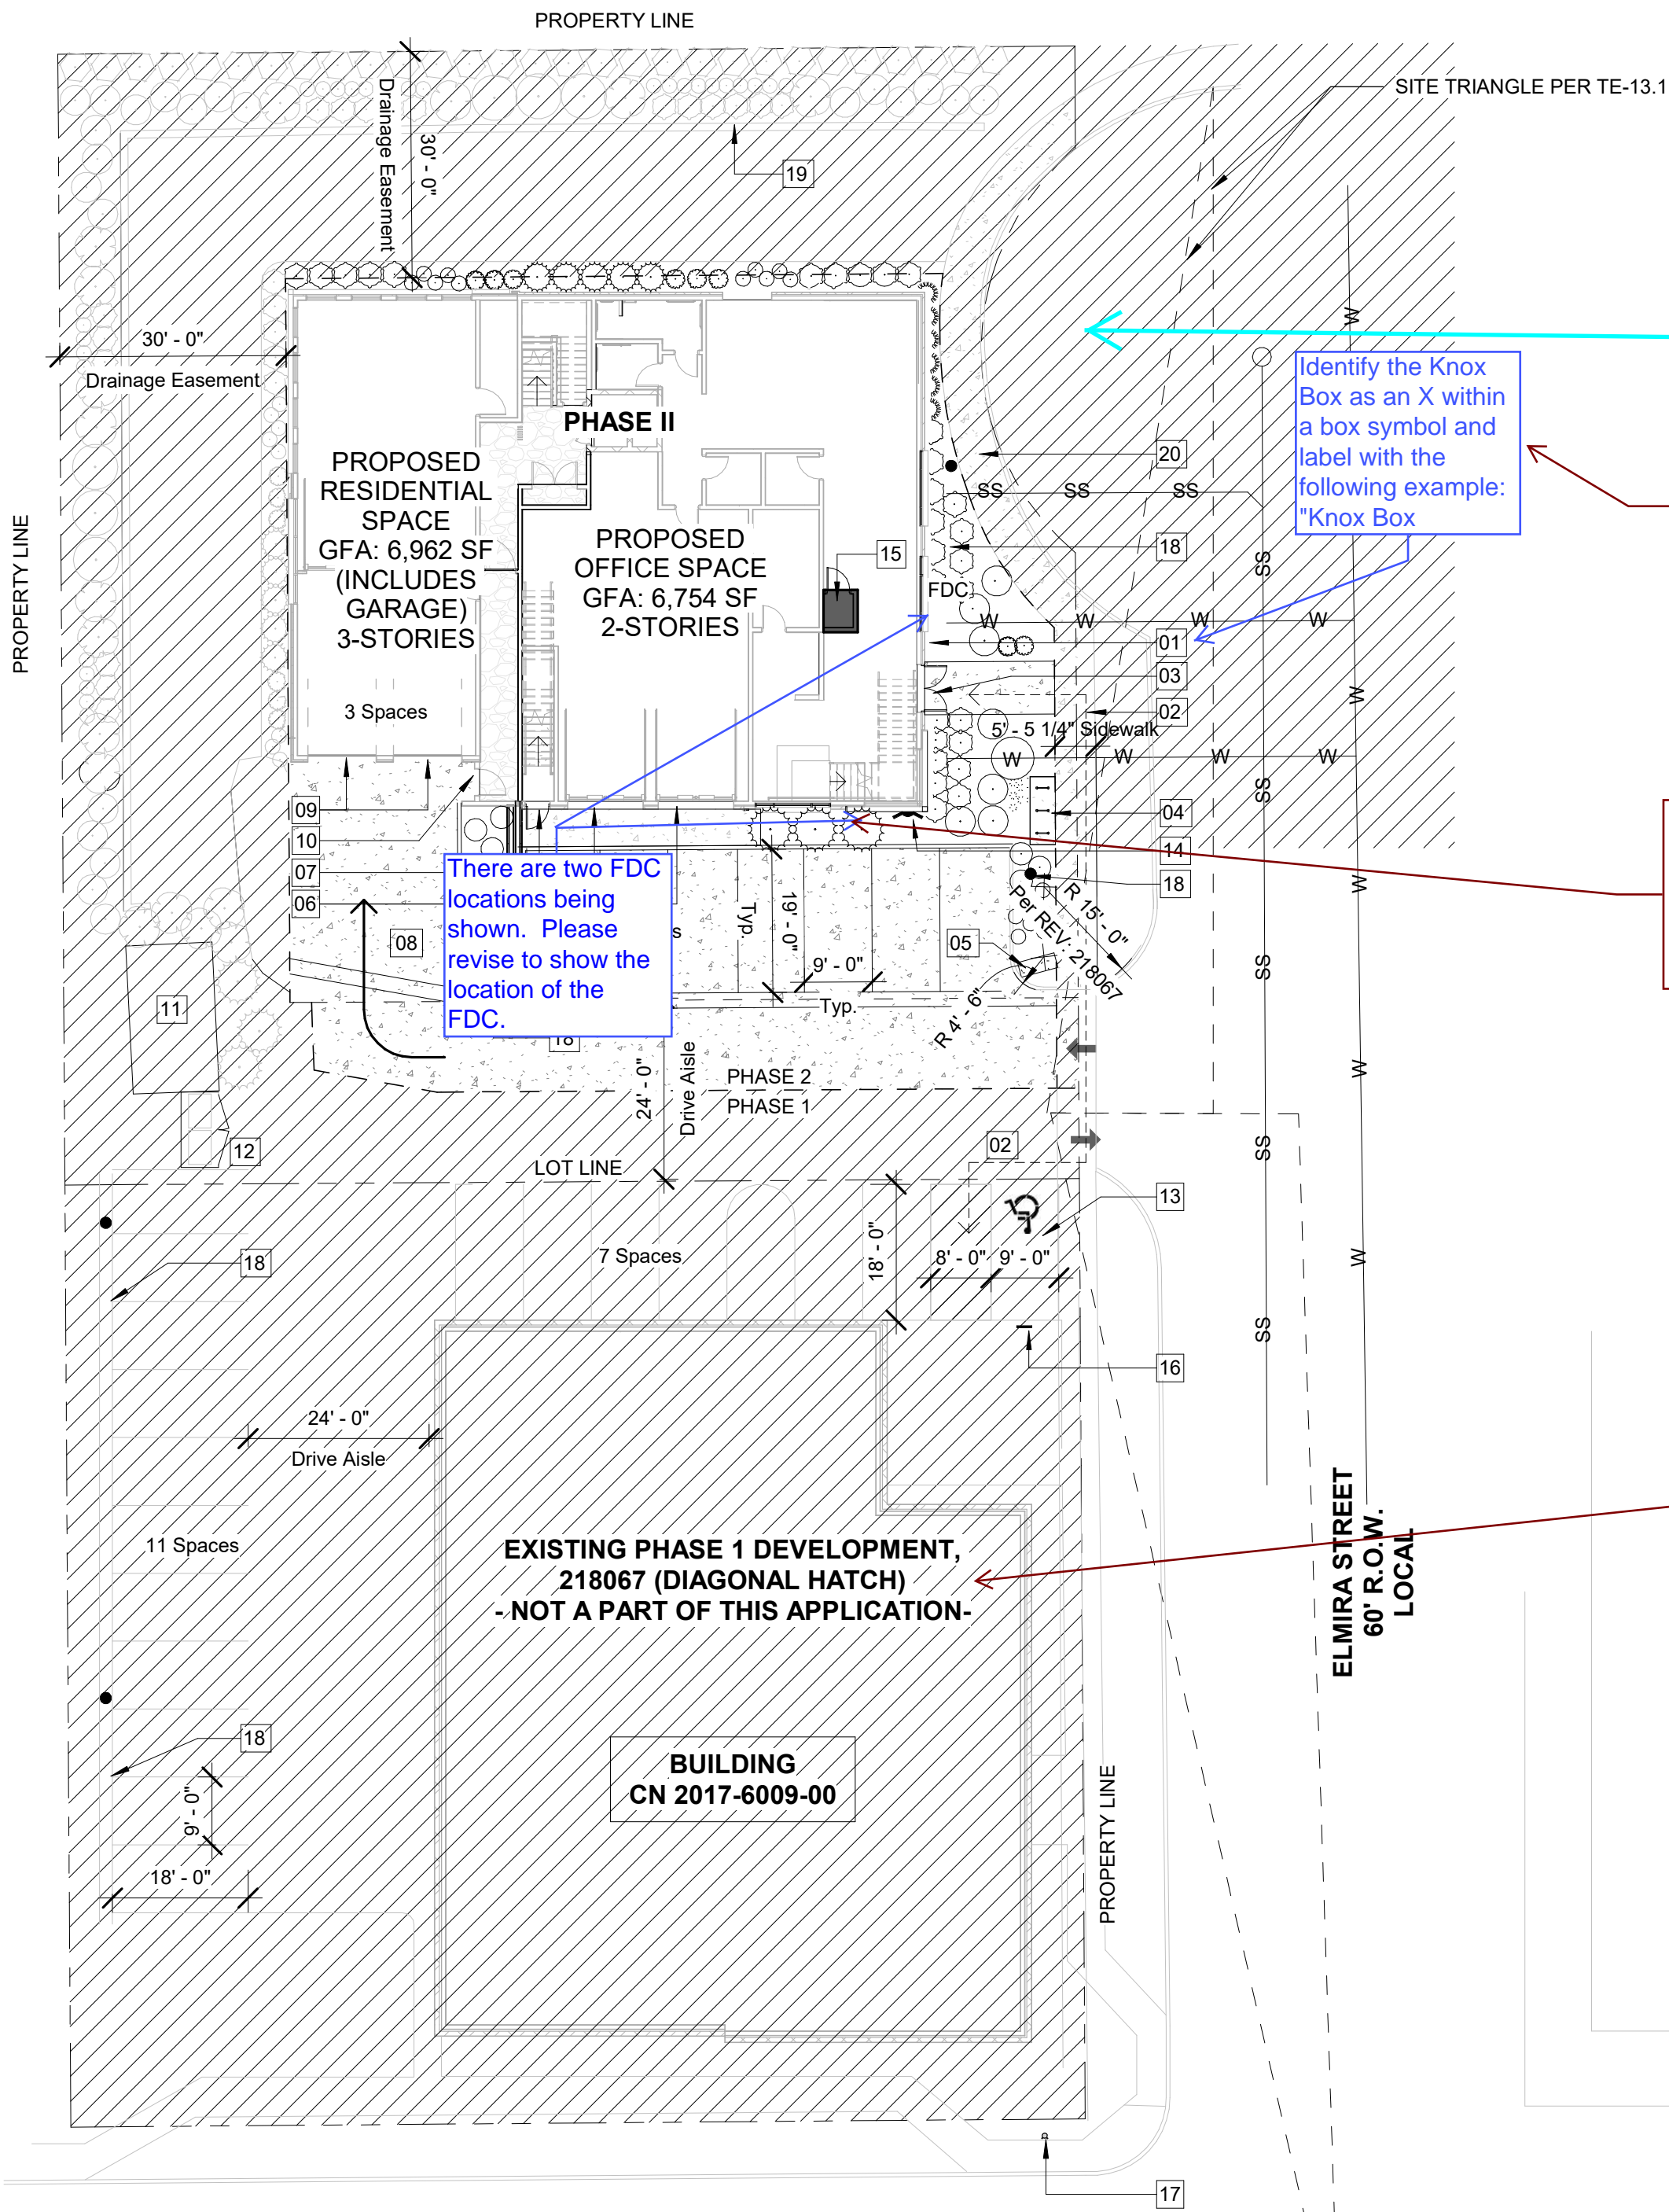 PROPERTY LINE
SITE TRIANGLE PER TE-13.1
Drainage Easement
30' - 0"
19
30' - 0"
Drainage Easement
W
Identify the Knox
Box as an X within
a box symbol and
label with the
following example:
"Knox Box
PHASE II
PROPOSED
RESIDENTIAL
SPACE
GFA: 6,962 SF
(INCLUDES
GARAGE)
3-STORIES
20
SS SS SS
PROPERTY LINE
PROPOSED
OFFICE SPACE
GFA: 6,754 SF
2-STORIES
15
18
SS
FDC
W W W W
01
03
W
3 Spaces
02
5' - 5 1/4" Sidewalk
W W W W
SS
09
04
10
14
There are two FDC
locations being
shown. Please
revise to show the
location of the
FDC.
07
18
W
06
19' - 0"
Typ.
s
R 15' - 0"
Per REV: 218067
08
05
9' - 0"
SS
11
Typ.
R 4' - 6"
W
PHASE 2
24' - 0"
Drive Aisle
PHASE 1
12
02
SS
LOT LINE
13
7 Spaces
18' - 0"
8' - 0" 9' - 0"
W
18
SS
16
24' - 0"
Drive Aisle
11 Spaces
EXISTING PHASE 1 DEVELOPMENT,
218067 (DIAGONAL HATCH)
- NOT A PART OF THIS APPLICATION-
ELMIRA STREET
60' R.O.W.
LOCAL
18
BUILDING
CN 2017-6009-00
9' - 0"
18' - 0"
PROPERTY LINE
17